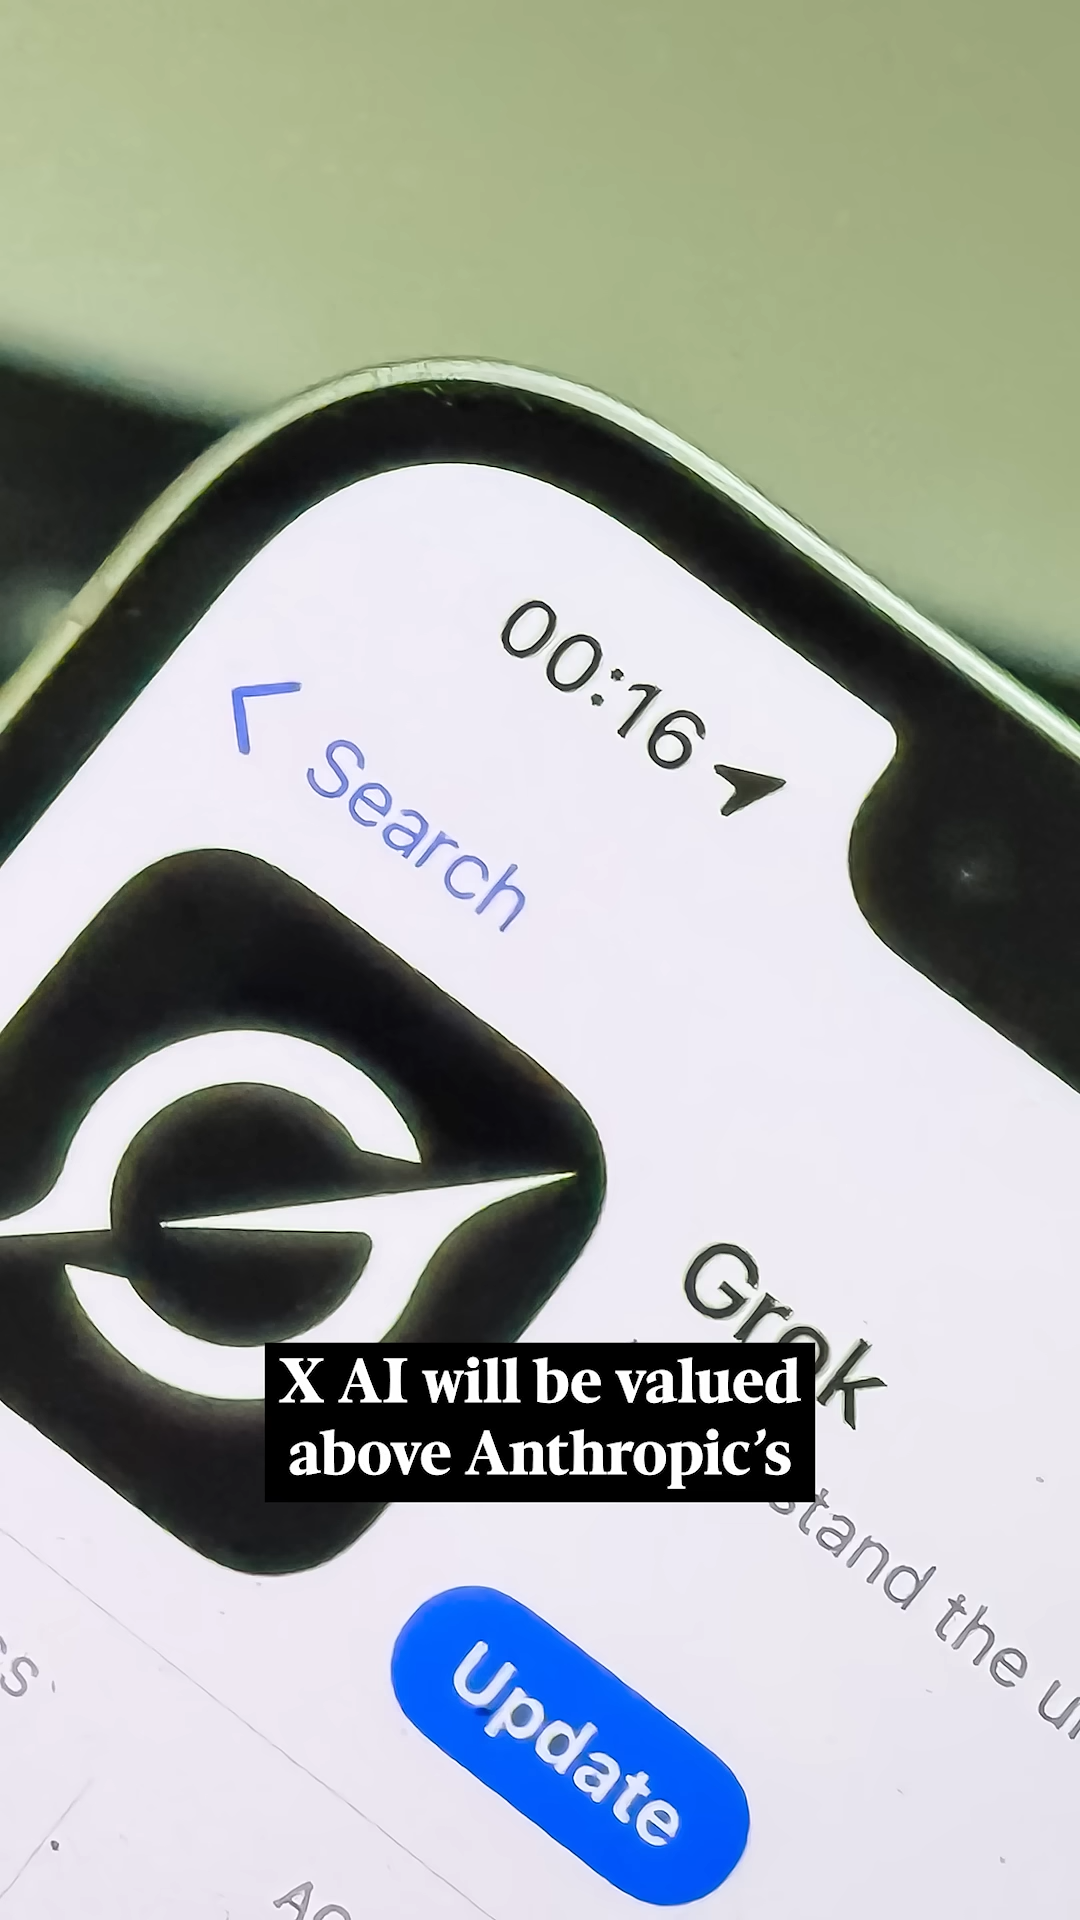 00:16
Search
Grok
X AI will be valued
above Anthropic's
stand the
Update